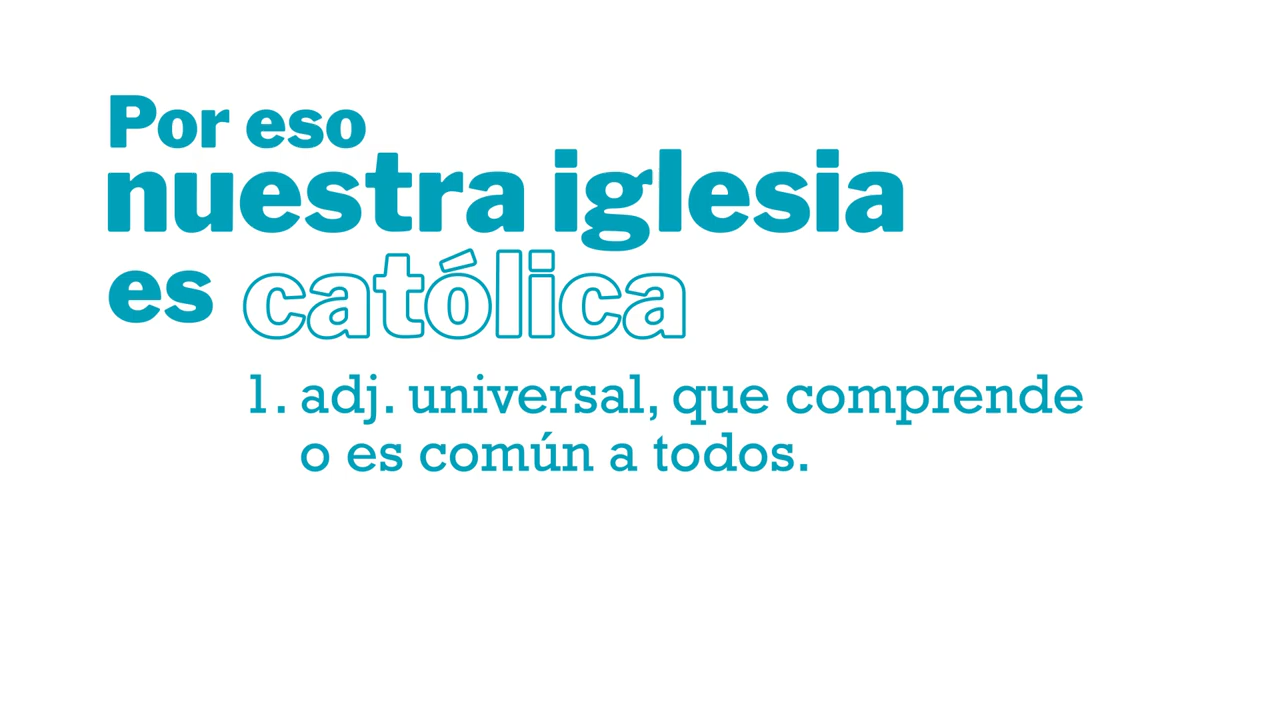 Por eso
nuestra iglesia
es católica
1. adj. universal, que comprende
o es común a todos.